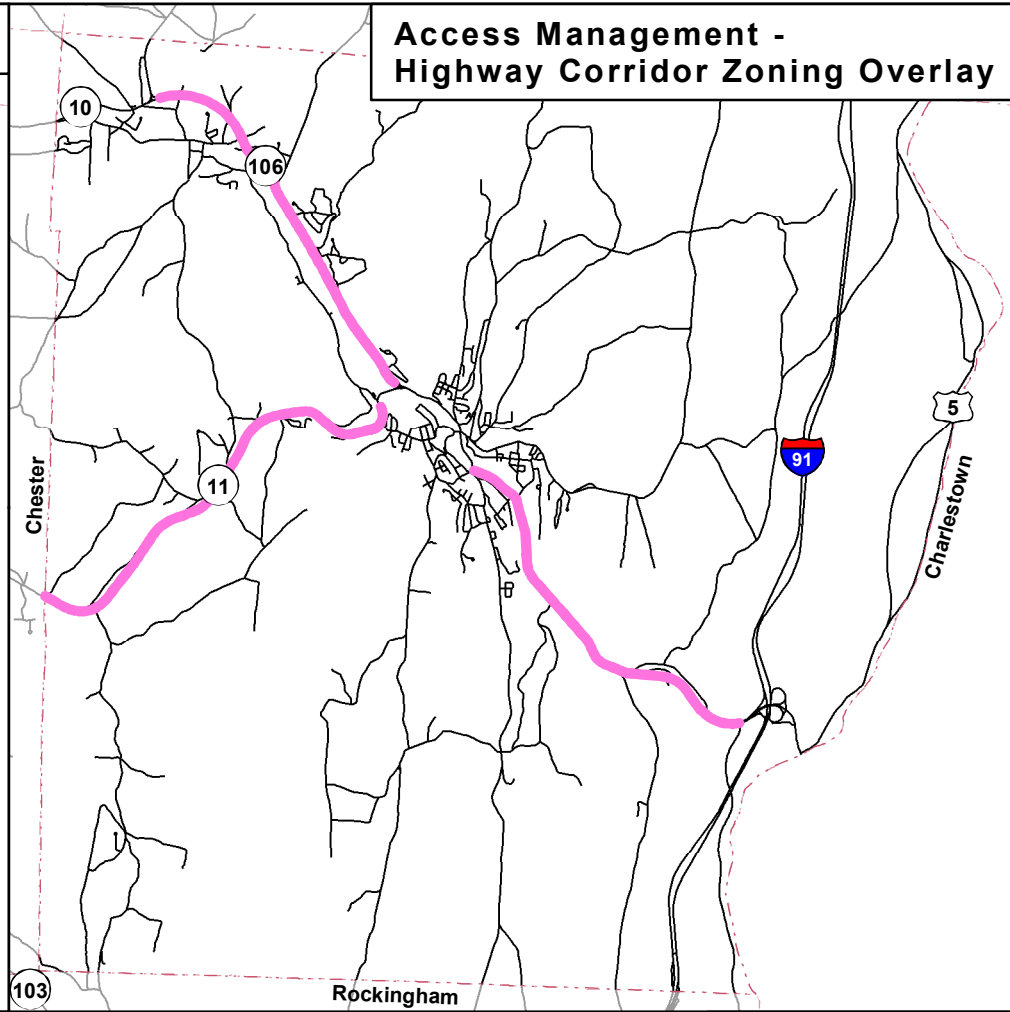 Access Management -
Highway Corridor Zoning Overlay
10
106
5
91
11
Chester
Charlestown
103
Rockingham